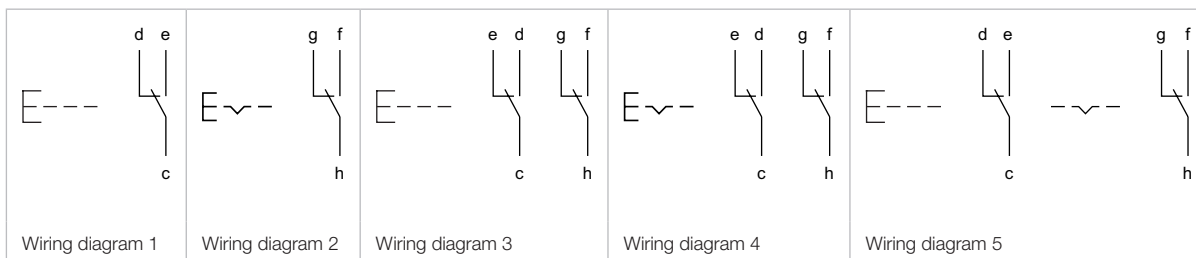 d e g f e d g f e d g f d e g f
c h c h c h c h
Wiring diagram 1 Wiring diagram 2 Wiring diagram 3 Wiring diagram 4 Wiring diagram 5